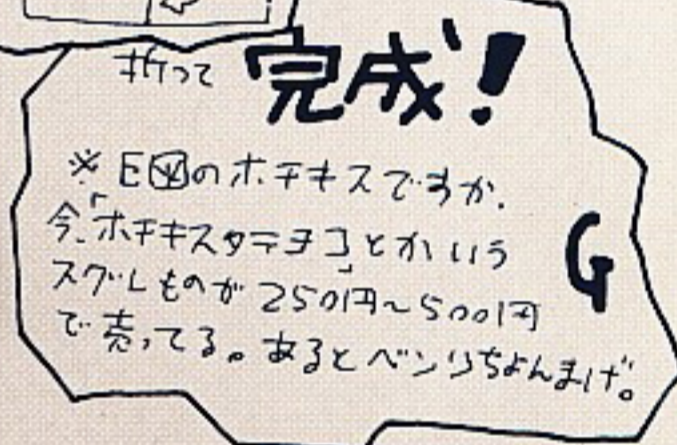 折って 完成!
※E図のホチキスですが、
今、「ホチキスタテヨコ」とかいう
スグレものが250円~500円
で売ってる。あるとベンリちょんまげ。
G